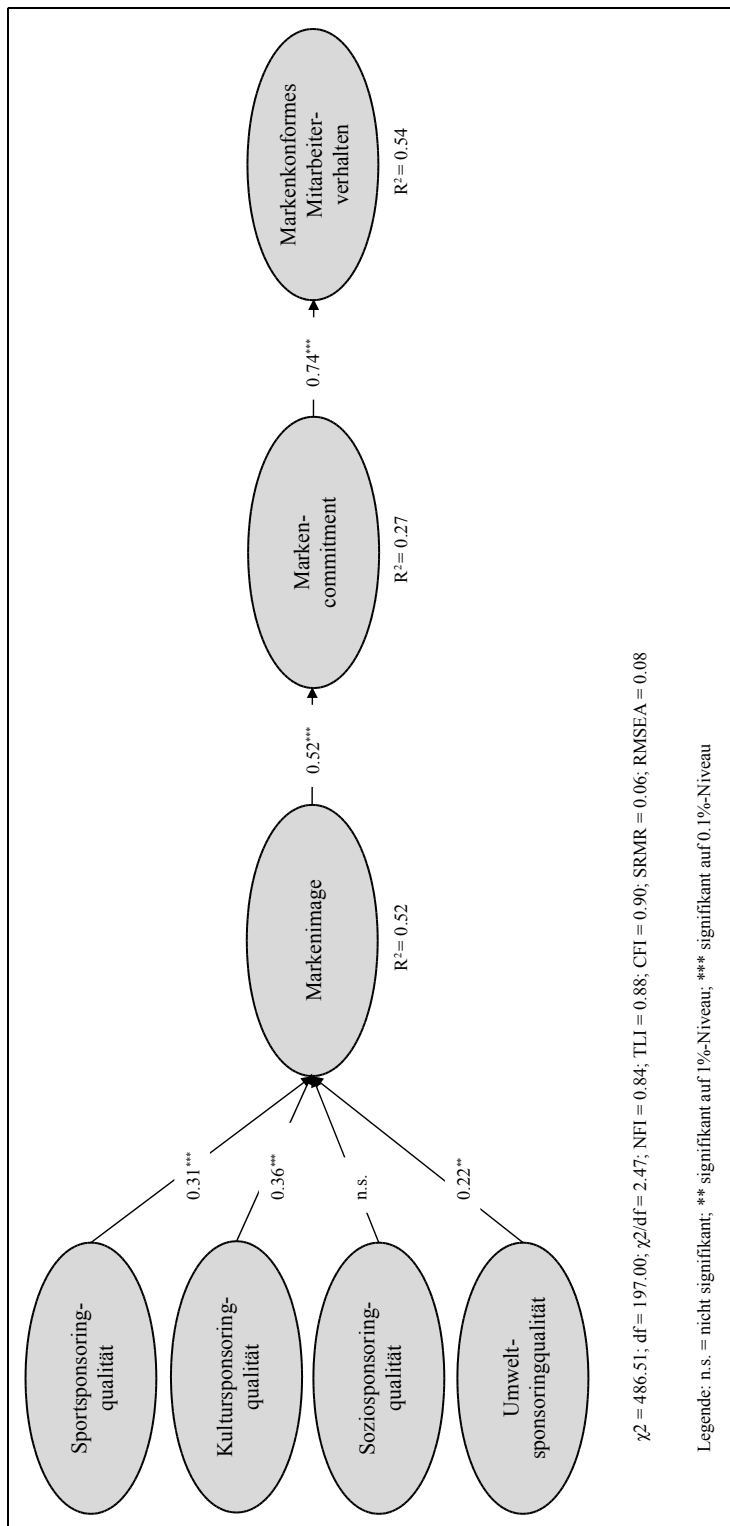 Sportsponsoring-
qualität
0.31***
Kultursponsoring-
qualität
0.36***
Soziosponsoring-
qualität
n.s.
Umwelt-
sponsoringqualität
0.22**
Markenimage
R² = 0.52
0.52***
Marken-
commitment
R² = 0.27
0.74***
Markenkonformes
Mitarbeiter-
verhalten
R² = 0.54
χ2 = 486.51; df = 197.00; χ2/df = 2.47; NFI = 0.84; TLI = 0.88; CFI = 0.90; SRMR = 0.06; RMSEA = 0.08
Legende: n.s. = nicht signifikant; ** signifikant auf 1%-Niveau; *** signifikant auf 0.1%-Niveau